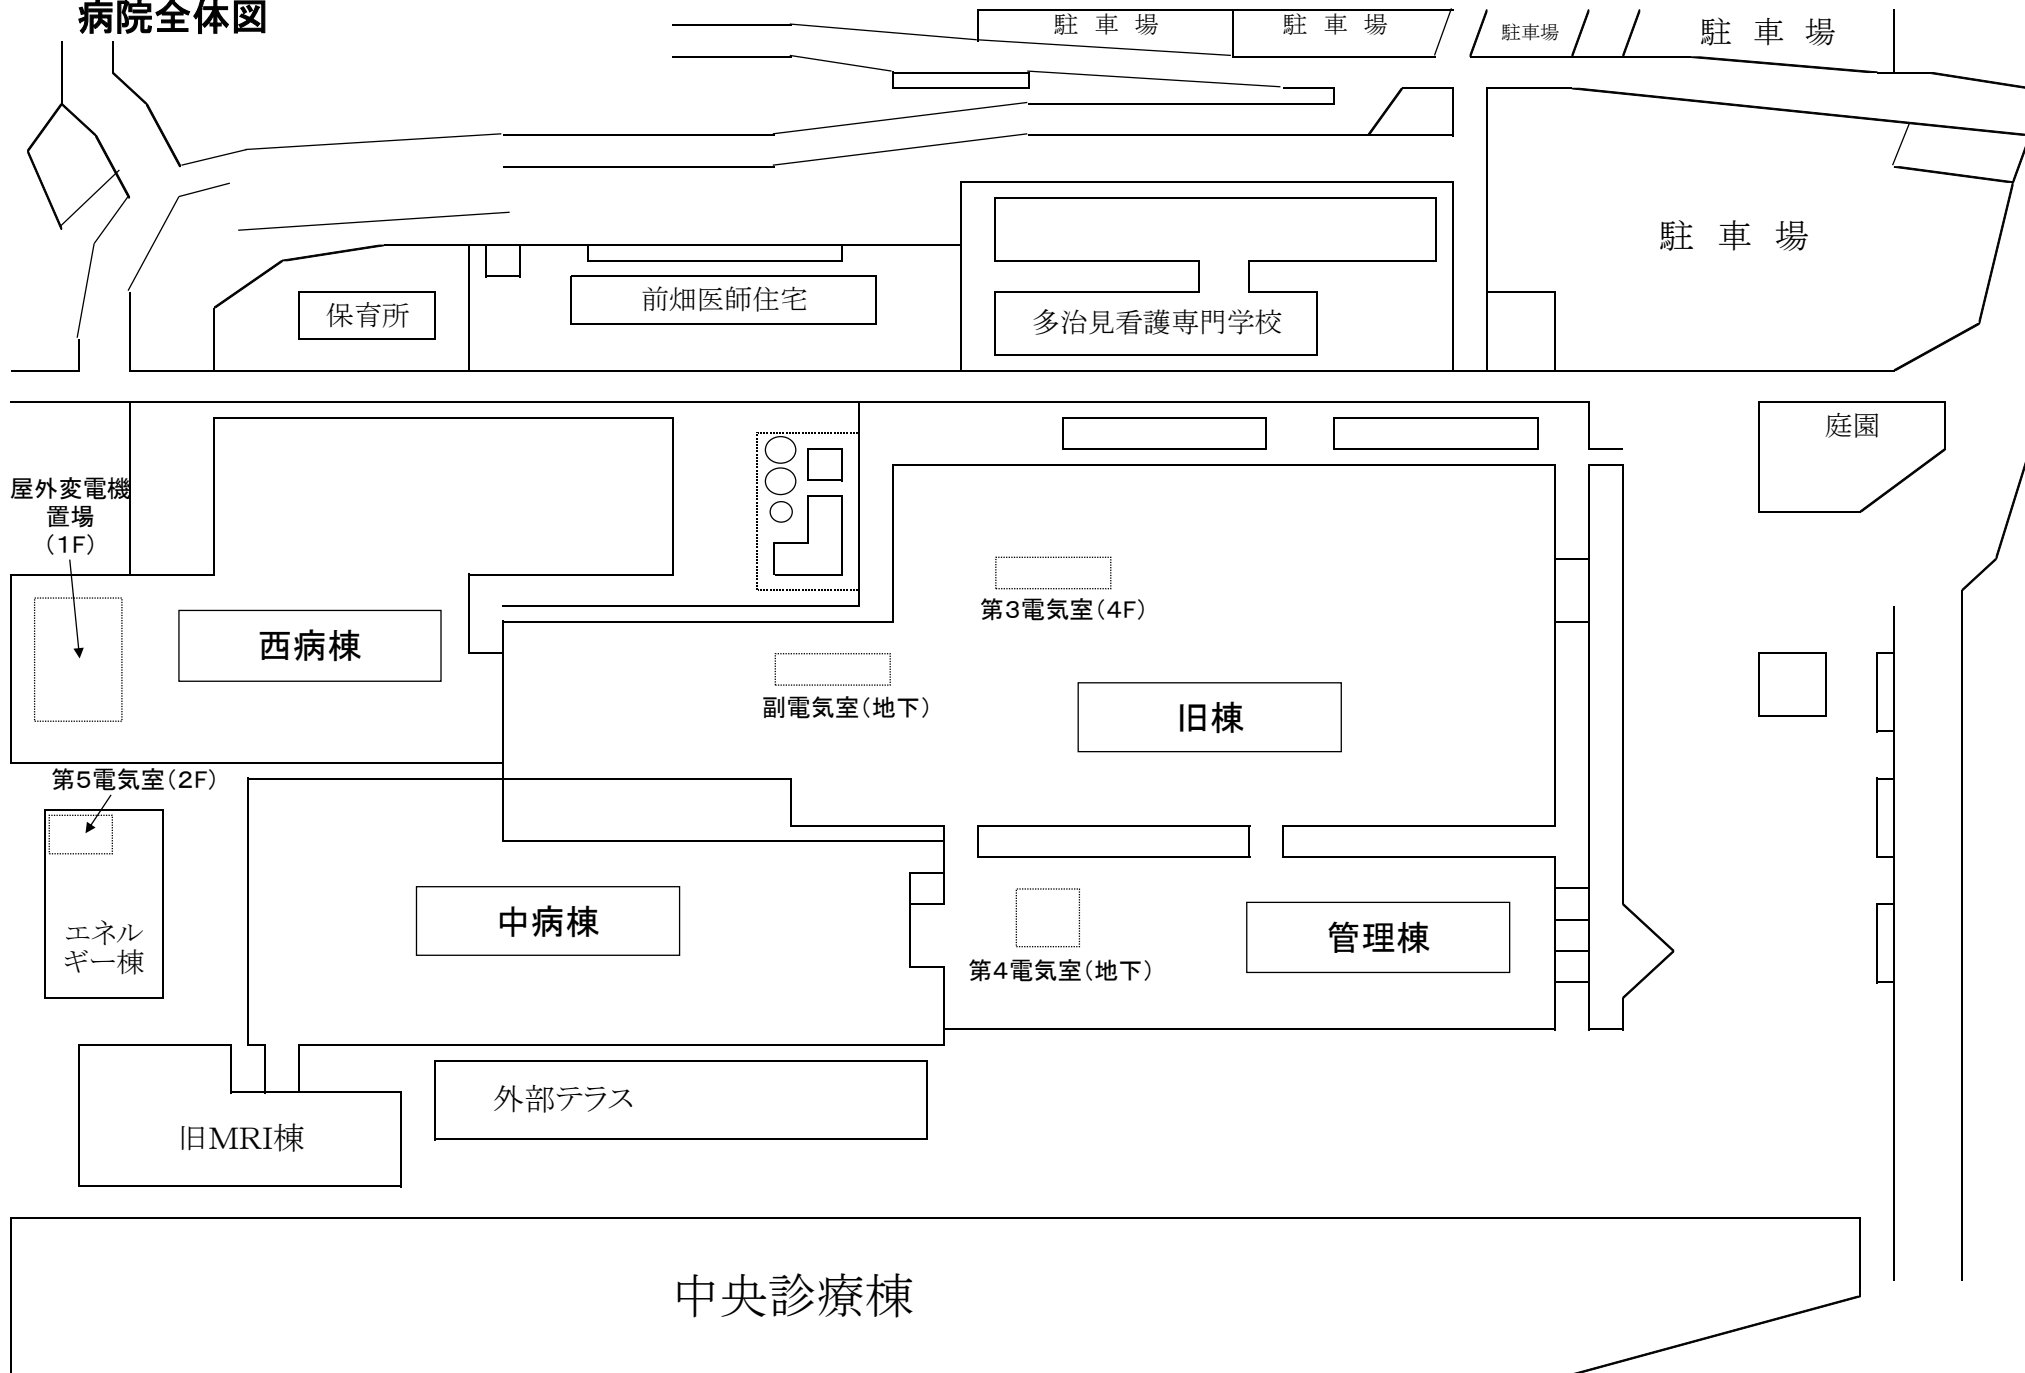 病院全体図
駐 車 場
駐 車 場
駐車場
駐 車 場
駐 車 場
保育所
前畑医師住宅
多治見看護専門学校
庭園
屋外変電機
置場
（1F）
第3電気室（4F）
西病棟
副電気室（地下）
旧棟
第5電気室（2F）
エネル
ギー棟
中病棟
第4電気室（地下）
管理棟
外部テラス
旧MRI棟
中央診療棟